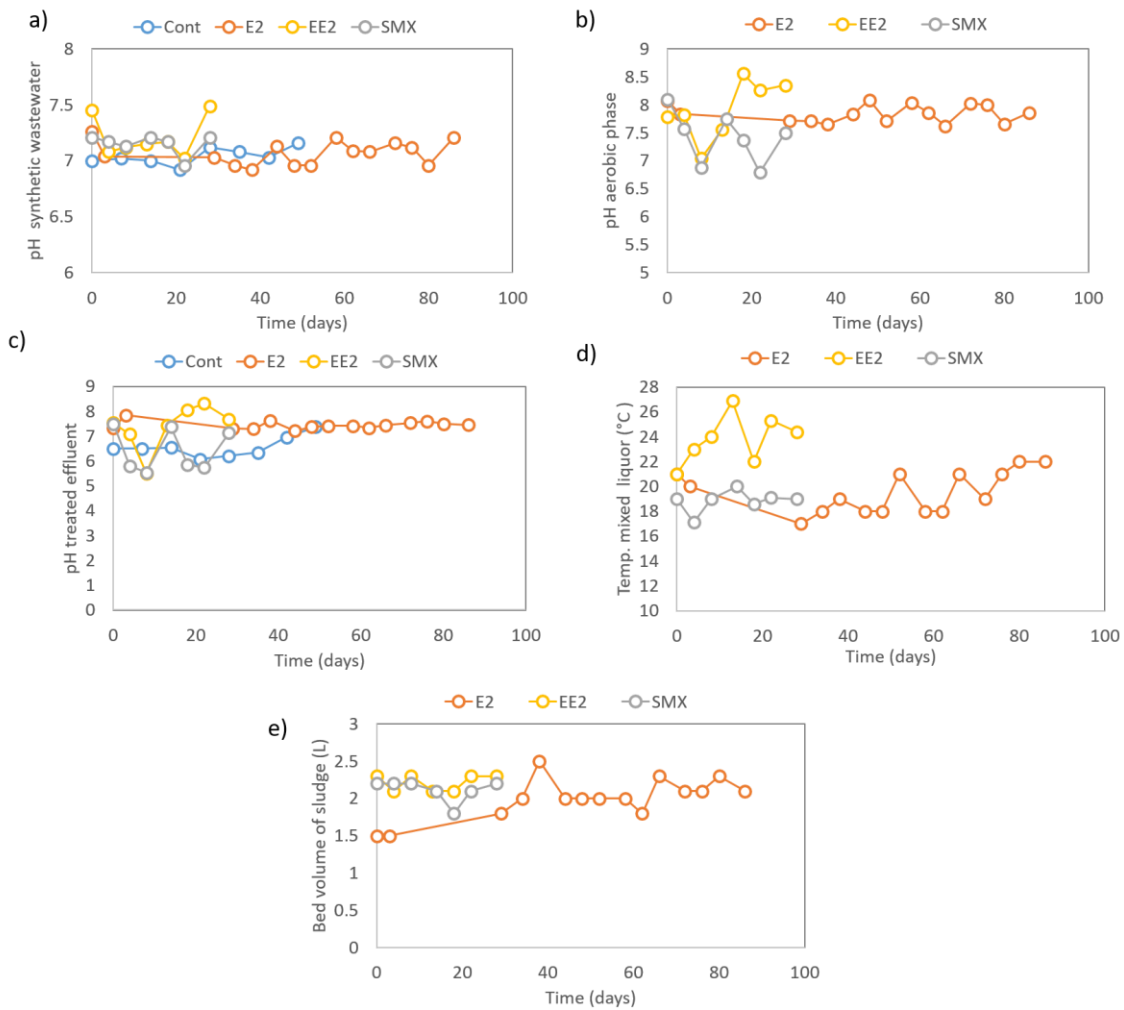 a)
Cont E2 EE2 SMX
pH synthetic wastewater
8
7.5
7
6.5
6
0 20 40 60 80 100
Time (days)
b)
E2 EE2 SMX
pH aerobic phase
9
8.5
8
7.5
7
6.5
6
5.5
5
0 20 40 60 80 100
Time (days)
c)
Cont E2 EE2 SMX
pH treated effluent
9
8
7
6
5
4
3
2
1
0
0 20 40 60 80 100
Time (days)
d)
E2 EE2 SMX
Temp. mixed liquor (°C)
28
26
24
22
20
18
16
14
12
10
0 20 40 60 80 100
Time (days)
e)
E2 EE2 SMX
Bed volume of sludge (L)
3
2.5
2
1.5
1
0.5
0
0 20 40 60 80 100
Time (days)